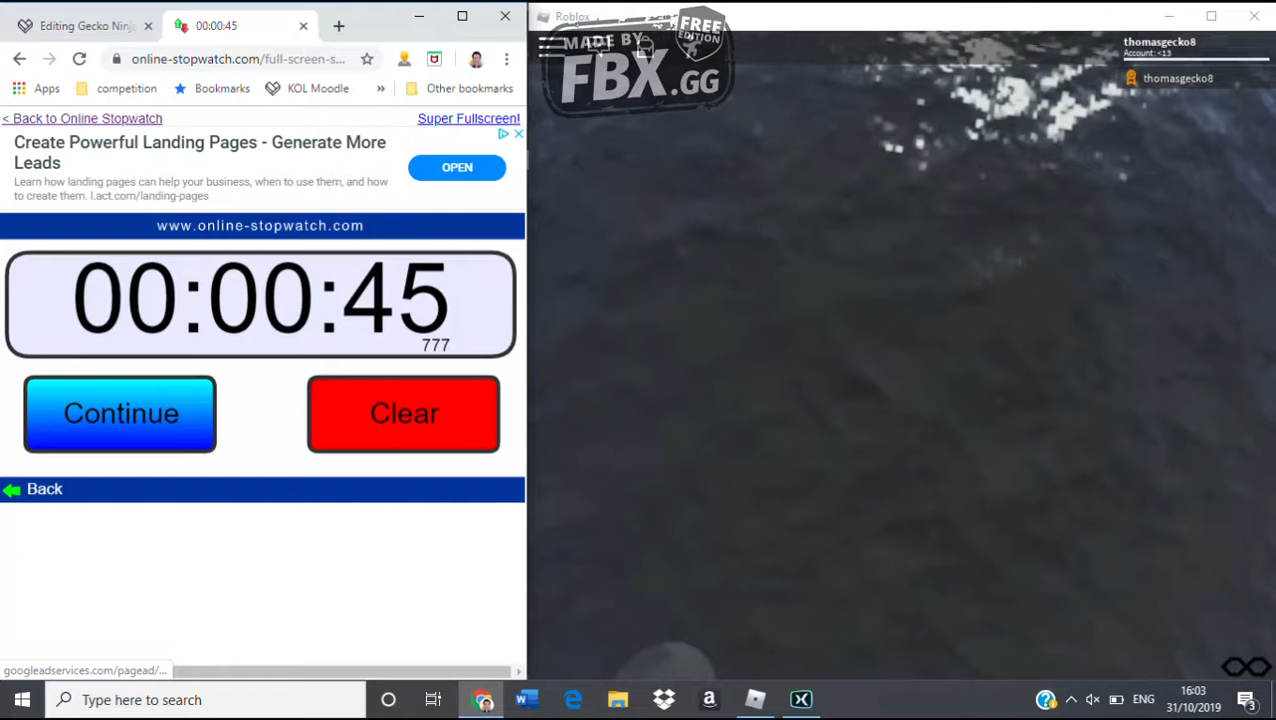 Editing Gecko Ninj
00:00:45
online-stopwatch.com/full-screen-s...
Apps
competition
Bookmarks
KOL Moodle
»
Other bookmarks
< Back to Online Stopwatch
Super Fullscreen!
Create Powerful Landing Pages - Generate More
Leads
Learn how landing pages can help your business, when to use them, and how
to create them. l.act.com/landing-pages
OPEN
www.online-stopwatch.com
00:00:45
777
Continue
Clear
Back
googleadservices.com/pagead/...
Roblox
MADE BY
FREE
EDITION
FBX.GG
thomasgecko8
Account: <13
thomasgecko8
Type here to search
ENG
16:03
31/10/2019
3